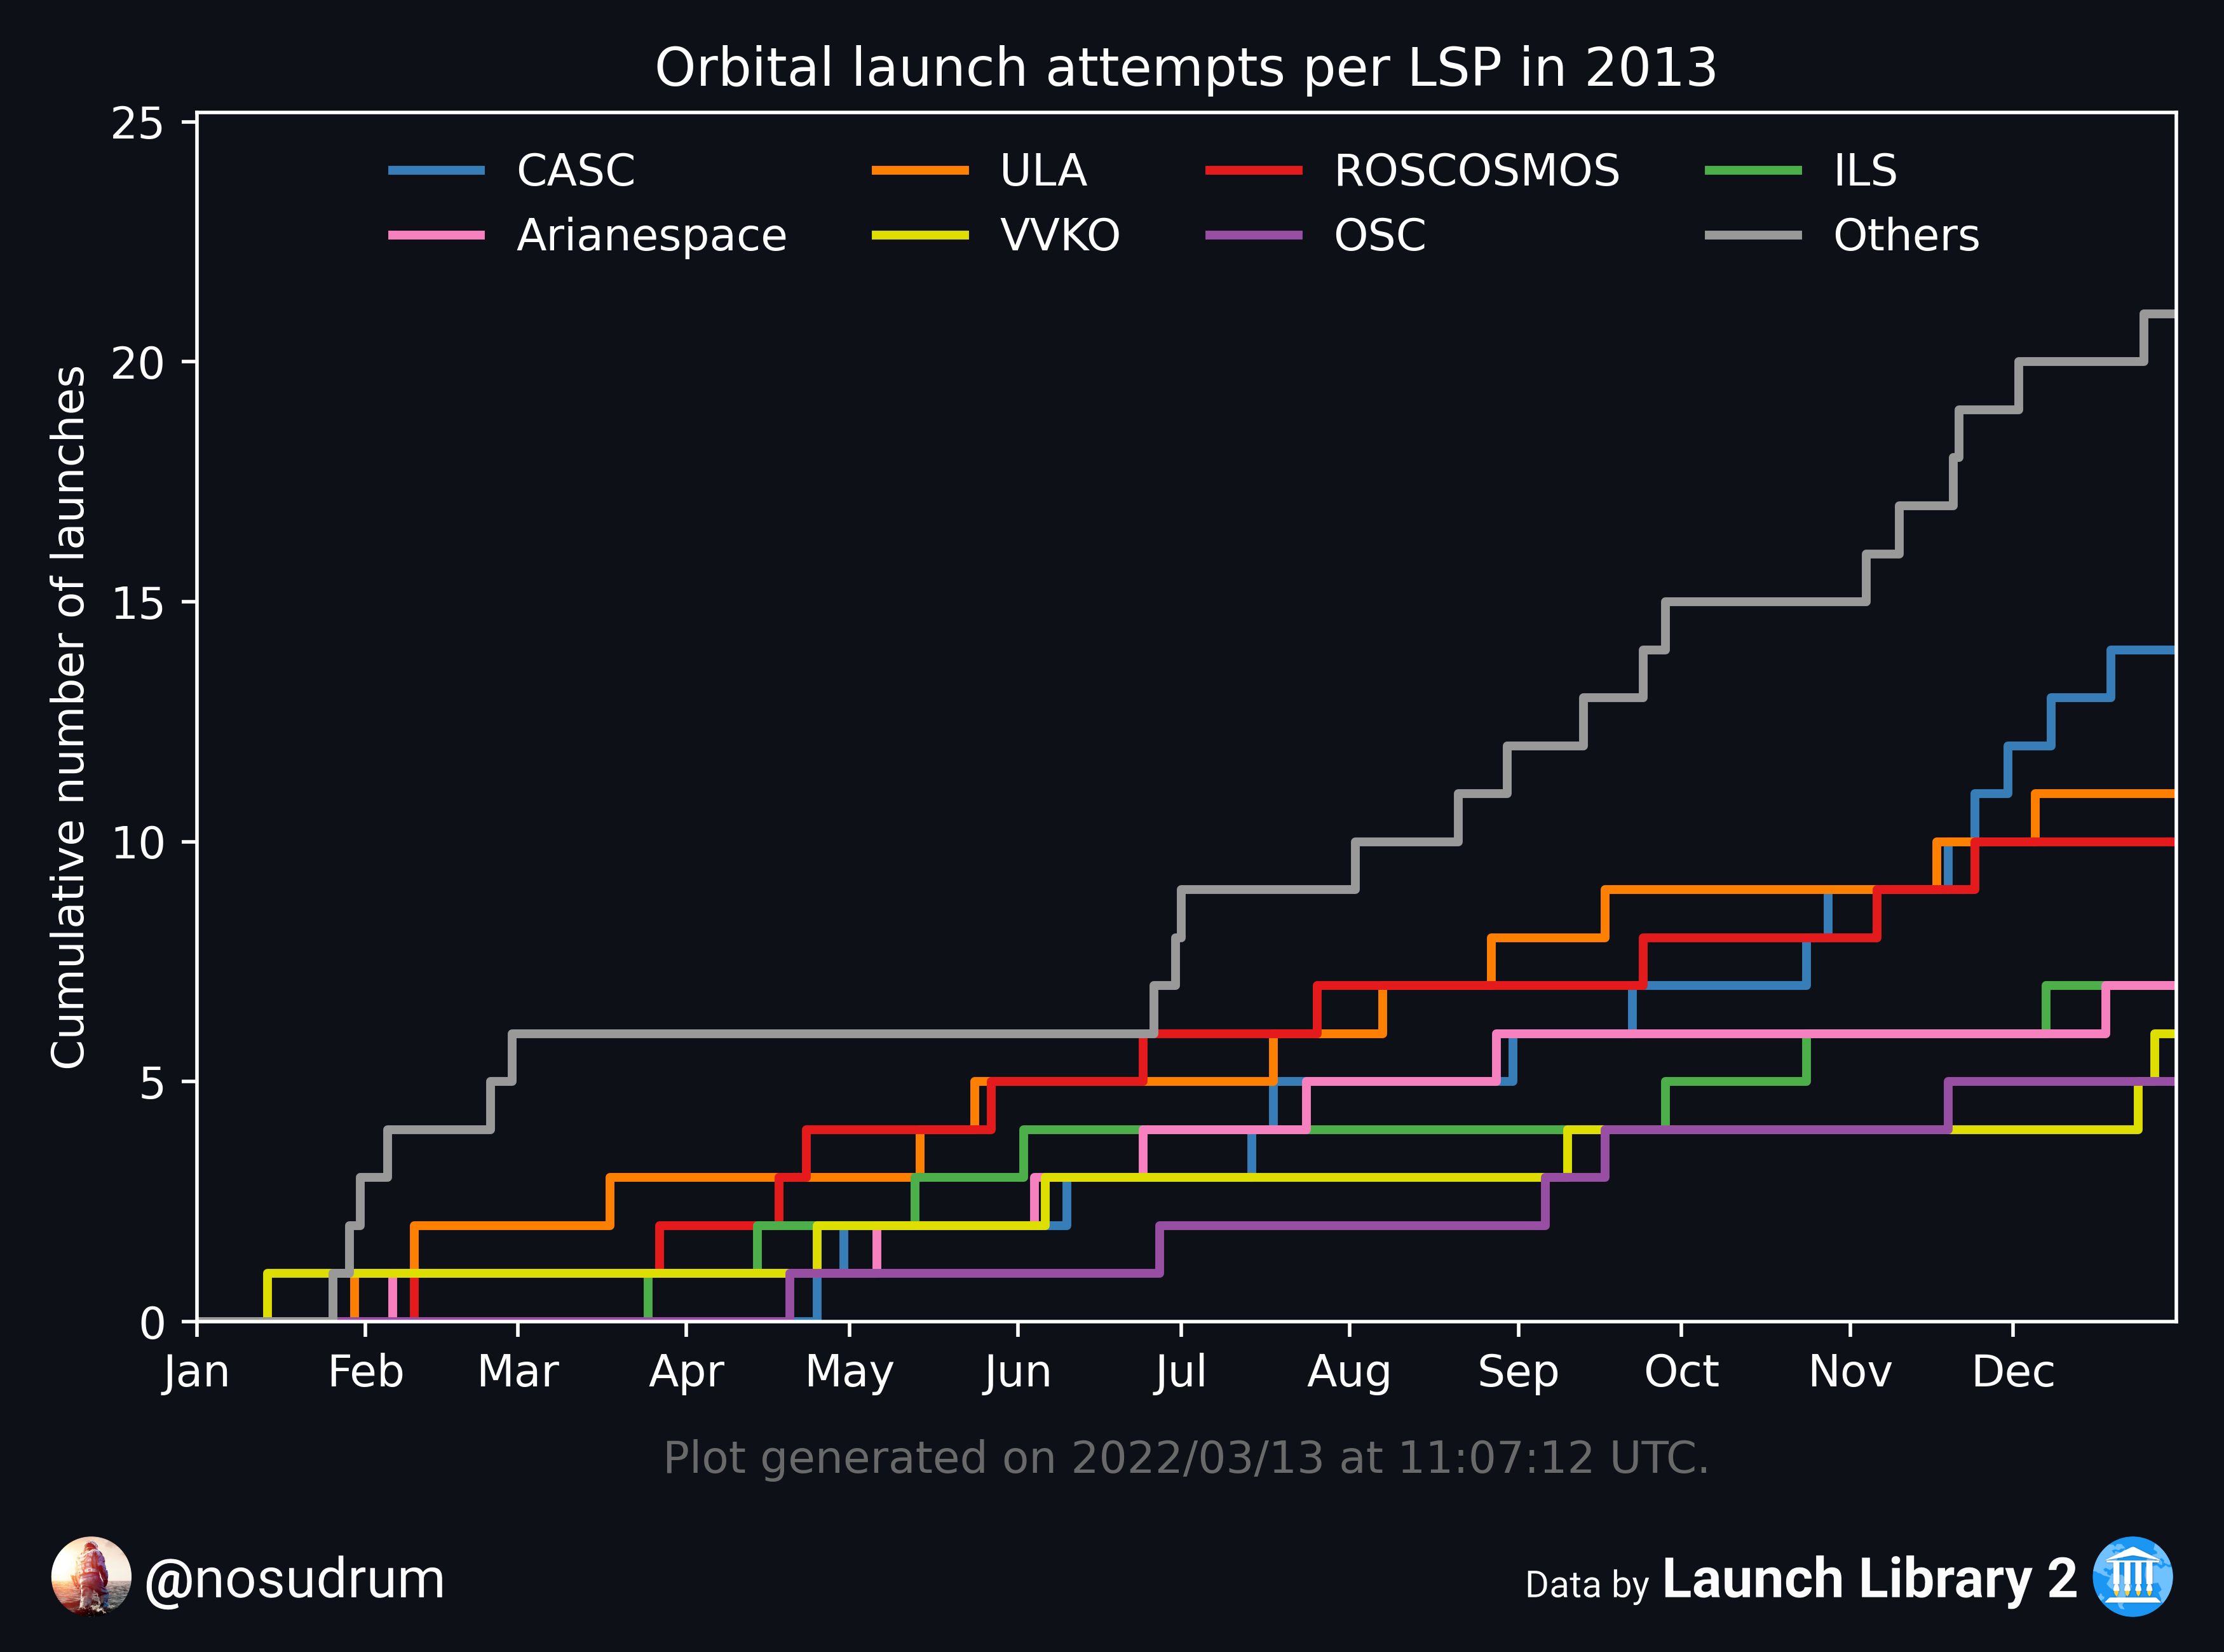 Orbital launch attempts per LSP in 2013
CASC ULA ROSCOSMOS ILS
Arianespace VVKO OSC Others
Cumulative number of launches
25
20
15
10
5
0
Jan Feb Mar Apr May Jun Jul Aug Sep Oct Nov Dec
Plot generated on 2022/03/13 at 11:07:12 UTC.
@nosudrum
Data by Launch Library 2